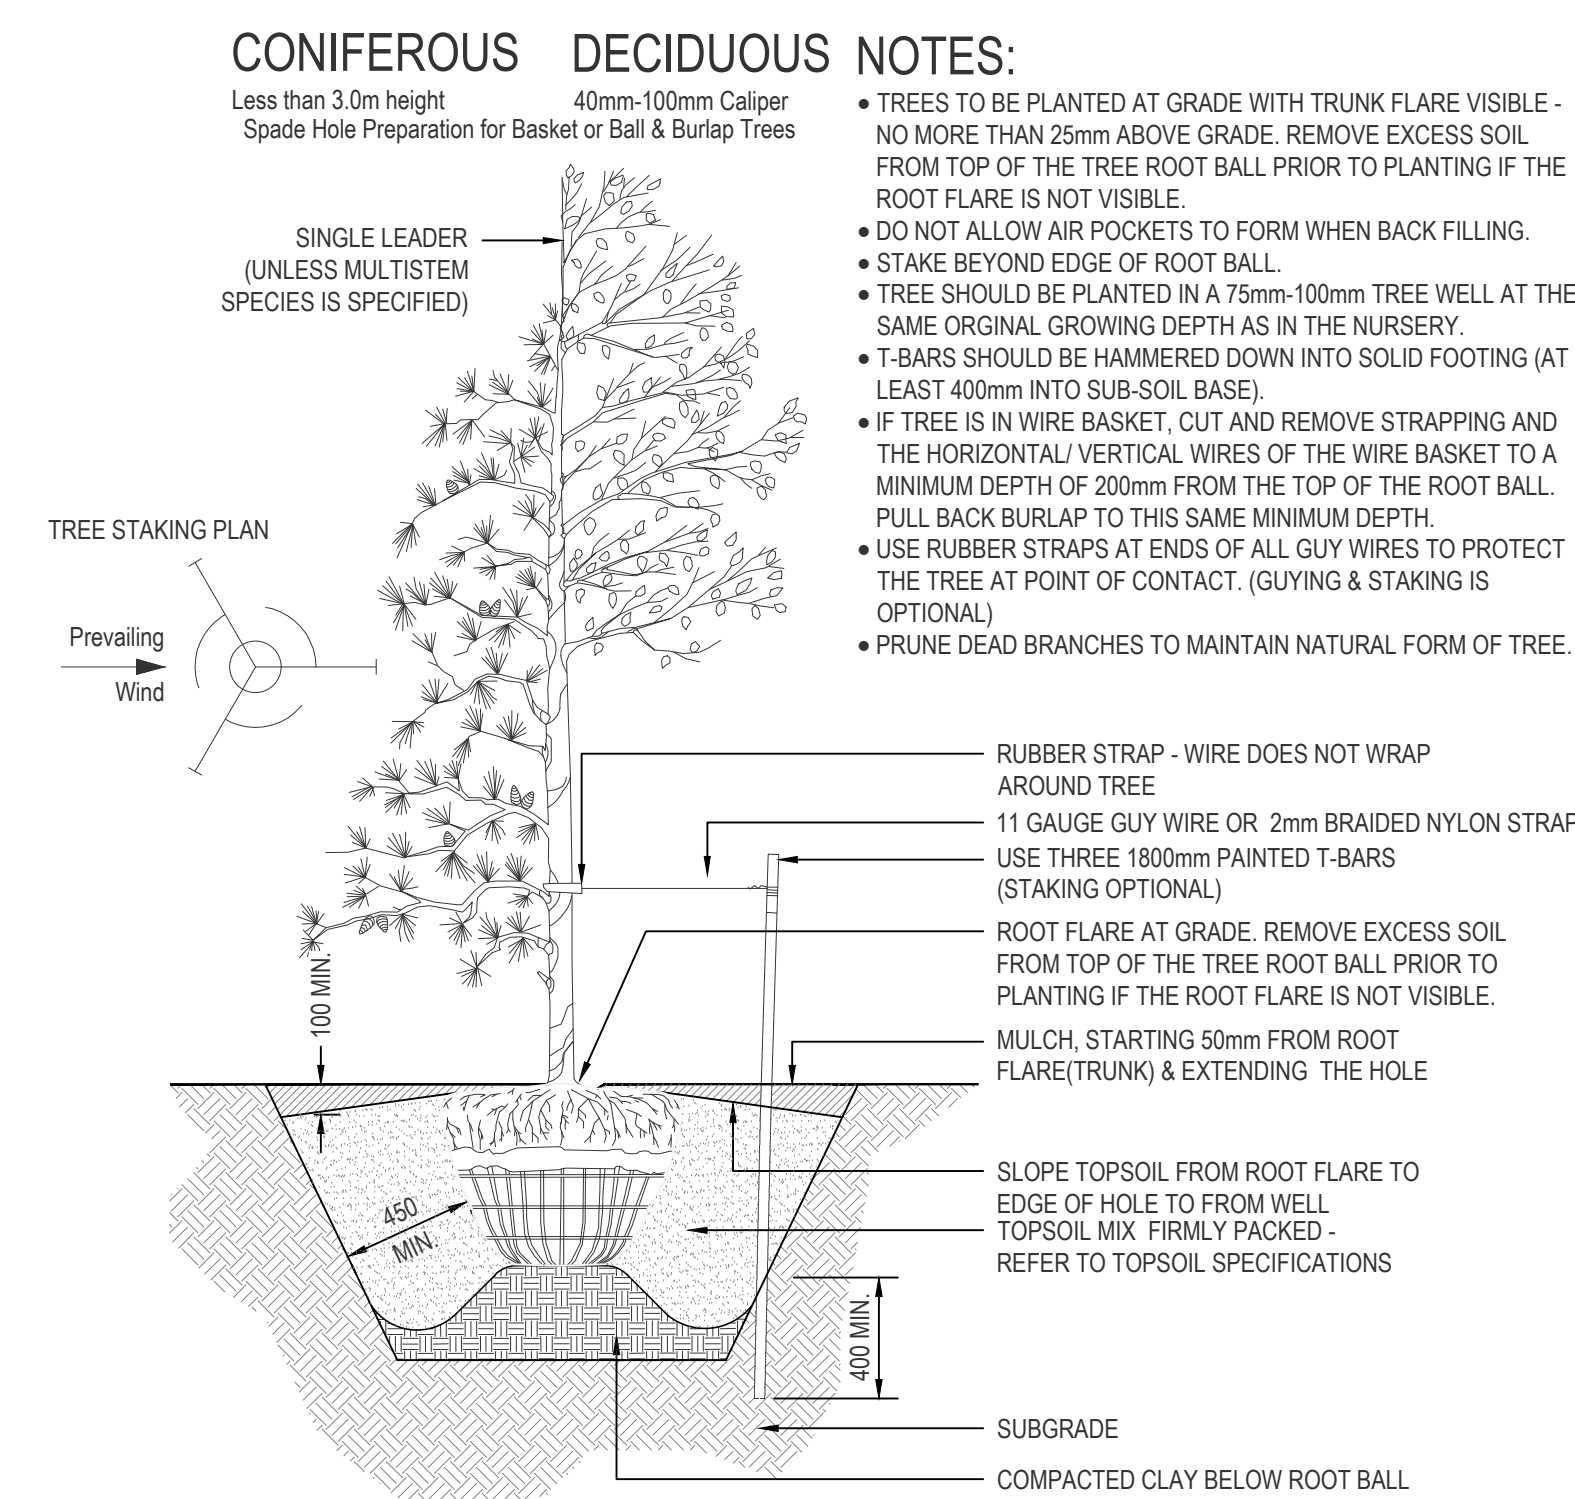 CONIFEROUS
Less than 3.0m height
DECIDUOUS
40mm-100mm Caliper
Spade Hole Preparation for Basket or Ball & Burlap Trees
NOTES:
• TREES TO BE PLANTED AT GRADE WITH TRUNK FLARE VISIBLE -
NO MORE THAN 25mm ABOVE GRADE. REMOVE EXCESS SOIL
FROM TOP OF THE TREE ROOT BALL PRIOR TO PLANTING IF THE
ROOT FLARE IS NOT VISIBLE.
• DO NOT ALLOW AIR POCKETS TO FORM WHEN BACK FILLING.
• STAKE BEYOND EDGE OF ROOT BALL.
• TREE SHOULD BE PLANTED IN A 75mm-100mm TREE WELL AT THE
SAME ORGINAL GROWING DEPTH AS IN THE NURSERY.
• T-BARS SHOULD BE HAMMERED DOWN INTO SOLID FOOTING (AT
LEAST 400mm INTO SUB-SOIL BASE).
• IF TREE IS IN WIRE BASKET, CUT AND REMOVE STRAPPING AND
THE HORIZONTAL/ VERTICAL WIRES OF THE WIRE BASKET TO A
MINIMUM DEPTH OF 200mm FROM THE TOP OF THE ROOT BALL.
PULL BACK BURLAP TO THIS SAME MINIMUM DEPTH.
• USE RUBBER STRAPS AT ENDS OF ALL GUY WIRES TO PROTECT
THE TREE AT POINT OF CONTACT. (GUYING & STAKING IS
OPTIONAL)
• PRUNE DEAD BRANCHES TO MAINTAIN NATURAL FORM OF TREE.
SINGLE LEADER
(UNLESS MULTISTEM
SPECIES IS SPECIFIED)
TREE STAKING PLAN
Prevailing
Wind
RUBBER STRAP - WIRE DOES NOT WRAP
AROUND TREE
11 GAUGE GUY WIRE OR 2mm BRAIDED NYLON STRAP
USE THREE 1800mm PAINTED T-BARS
(STAKING OPTIONAL)
ROOT FLARE AT GRADE. REMOVE EXCESS SOIL
FROM TOP OF THE TREE ROOT BALL PRIOR TO
PLANTING IF THE ROOT FLARE IS NOT VISIBLE.
MULCH, STARTING 50mm FROM ROOT
FLARE(TRUNK) & EXTENDING THE HOLE
SLOPE TOPSOIL FROM ROOT FLARE TO
EDGE OF HOLE TO FROM WELL
TOPSOIL MIX FIRMLY PACKED -
REFER TO TOPSOIL SPECIFICATIONS
SUBGRADE
COMPACTED CLAY BELOW ROOT BALL
100 MIN.
450
MIN.
400 MIN.